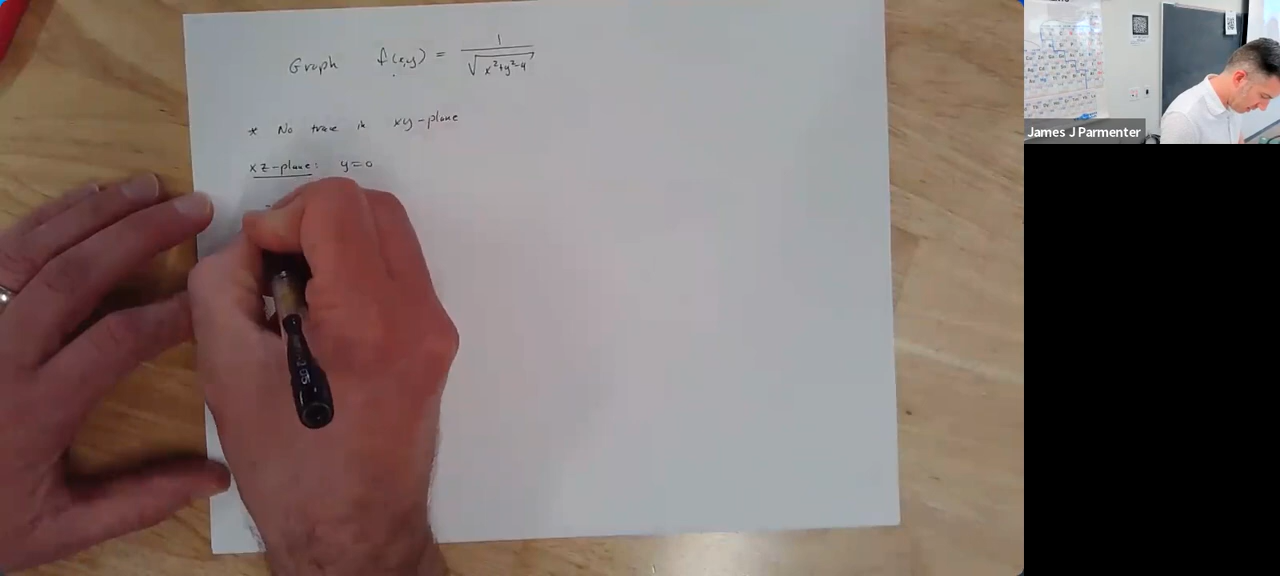 Graph f(x,y) = 1/√(x²+y²-4)
* No trace in xy-plane
xz-plane: y=0
James J Parmenter